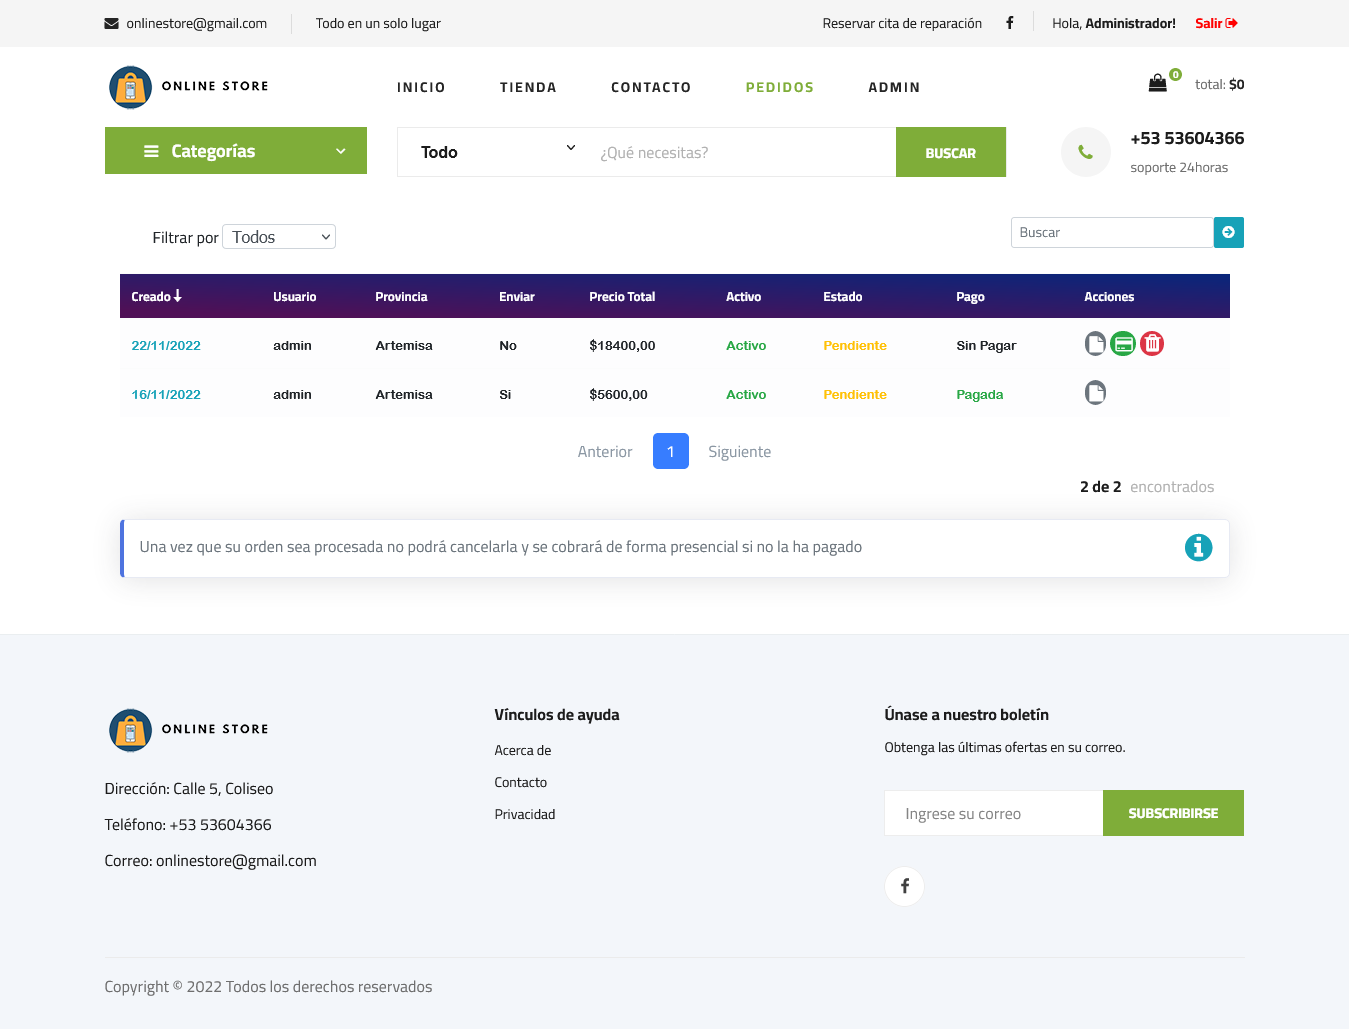 onlinestore@gmail.com Todo en un solo lugar Reservar cita de reparación Hola, Administrador! Salir
ONLINE STORE INICIO TIENDA CONTACTO PEDIDOS ADMIN 0 total: $0
Categorías Todo ¿Qué necesitas? BUSCAR +53 53604366
soporte 24horas
Filtrar por Todos Buscar
Creado Usuario Provincia Enviar Precio Total Activo Estado Pago Acciones
22/11/2022 admin Artemisa No $18400,00 Activo Pendiente Sin Pagar
16/11/2022 admin Artemisa Si $5600,00 Activo Pendiente Pagada
Anterior 1 Siguiente
2 de 2 encontrados
Una vez que su orden sea procesada no podrá cancelarla y se cobrará de forma presencial si no la ha pagado
ONLINE STORE
Dirección: Calle 5, Coliseo
Teléfono: +53 53604366
Correo: onlinestore@gmail.com
Vínculos de ayuda
Acerca de
Contacto
Privacidad
Únase a nuestro boletín
Obtenga las últimas ofertas en su correo.
Ingrese su correo SUBSCRIBIRSE
Copyright © 2022 Todos los derechos reservados